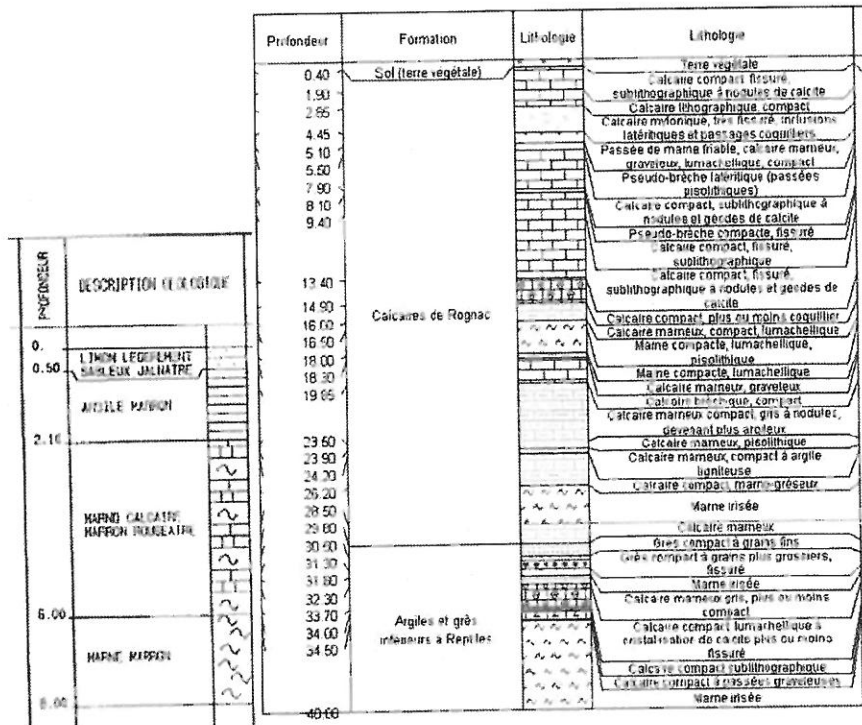 PROFONDEUR
DESCRIPTION GEOLOGIQUE
0.
LIMON LEGEREMENT
SABLEUX JAUNATRE
0.50
ARGILE MARRON
2.10
MARNO CALCAIRE
MARRON ROUGEATRE
6.00
MARNE MARRON
8.00
Profondeur
Formation
Lithologie
Lithologie
0.40
1.90
2.85
4.45
5.10
5.50
7.90
8.10
9.40
13.40
14.90
16.00
16.50
18.00
18.30
19.85
23.60
23.90
24.20
26.20
28.50
29.80
30.60
31.30
31.80
32.30
33.70
34.00
34.50
40.00
Sol (terre végétale)
Calcaires de Rognac
Argiles et grès
inférieurs à Reptiles
Terre végétale
Calcaire compact fissuré,
sublithographique à nodules de calcite
Calcaire lithographique, compact
Calcaire mylonique, très fissuré, inclusions
latéritiques et passages coquilliers
Passée de marne friable, calcaire marneux,
graveleux, lumachellique, compact
Pseudo-brèche latéritique (passées
pisolithiques)
Calcaire compact, sublithographique à
nodules et géodes de calcite
Pseudo-brèche compacte, fissuré
Calcaire compact, fissuré,
sublithographique
Calcaire compact, fissuré,
sublithographique à nodules et géodes de
calcite
Calcaire compact, plus ou moins coquillier
Calcaire marneux, compact, lumachellique
Marne compacte, lumachellique,
pisolithique
Marne compacte, lumachellique
Calcaire marneux, graveleux
Calcaire bréchique, compact
Calcaire marneux compact, gris à nodules,
devenant plus argileux
Calcaire marneux, pisolithique
Calcaire marneux, compact à argile
ligniteuse
Calcaire compact, marno-gréseux
Marne irisée
Calcaire marneux
Grès compact à grains fins
Grès compact à grains plus grossiers,
fissuré
Marne irisée
Calcaire marneux gris, plus ou moins
compact
Calcaire compact lumachellique à
cristallisation de calcite plus ou moins
fissuré
Calcaire compact sublithographique
Calcaire compact à passées graveleuses
Marne irisée